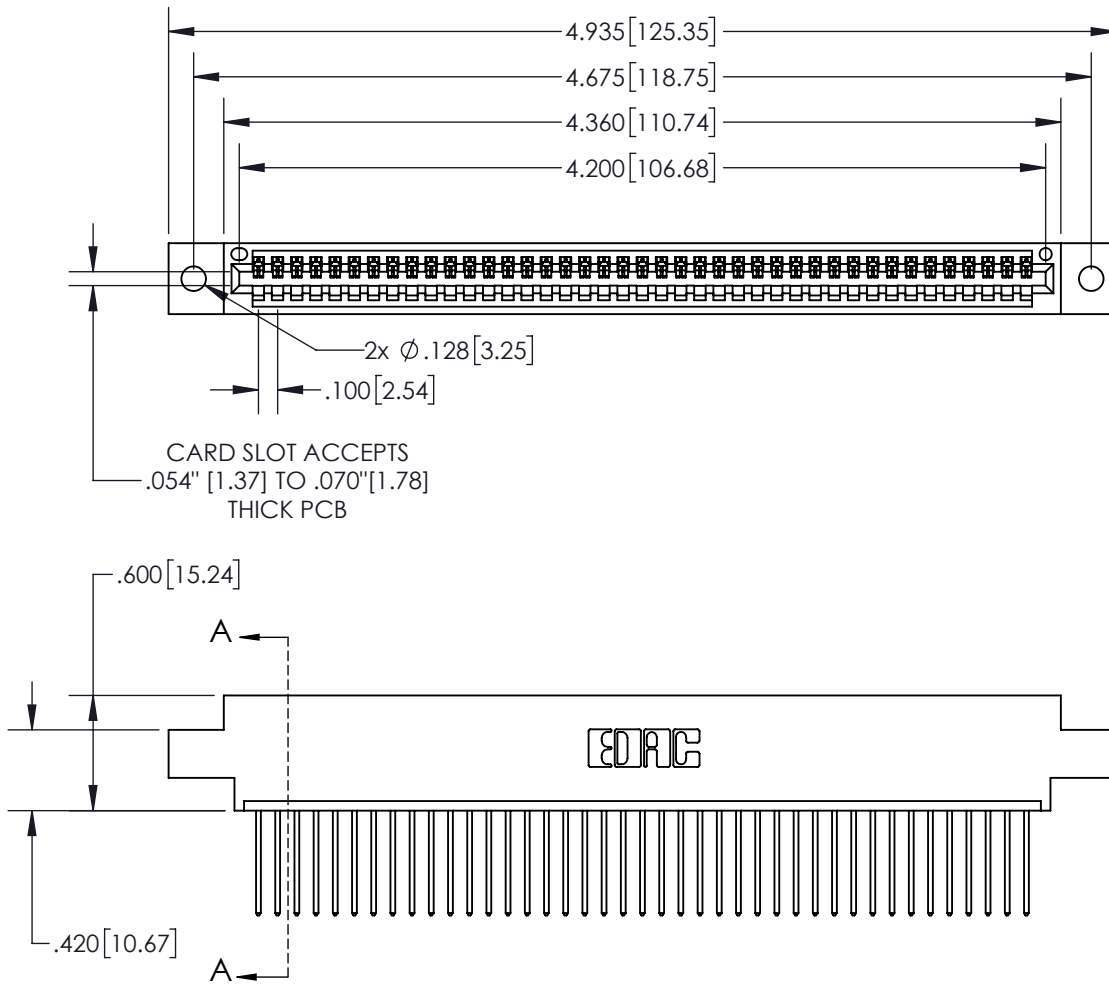 4.935[125.35]
4.675[118.75]
4.360[110.74]
4.200[106.68]
2x ∅.128[3.25]
.100[2.54]
CARD SLOT ACCEPTS
.054" [1.37] TO .070"[1.78]
THICK PCB
.600[15.24]
A
EDAC
.420[10.67]
A